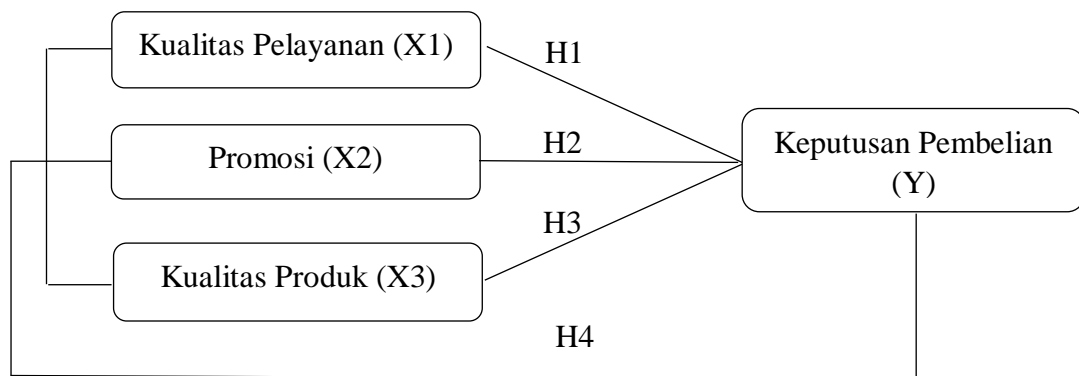 Kualitas Pelayanan (X1)
H1
Promosi (X2)
H2
Keputusan Pembelian
(Y)
H3
Kualitas Produk (X3)
H4